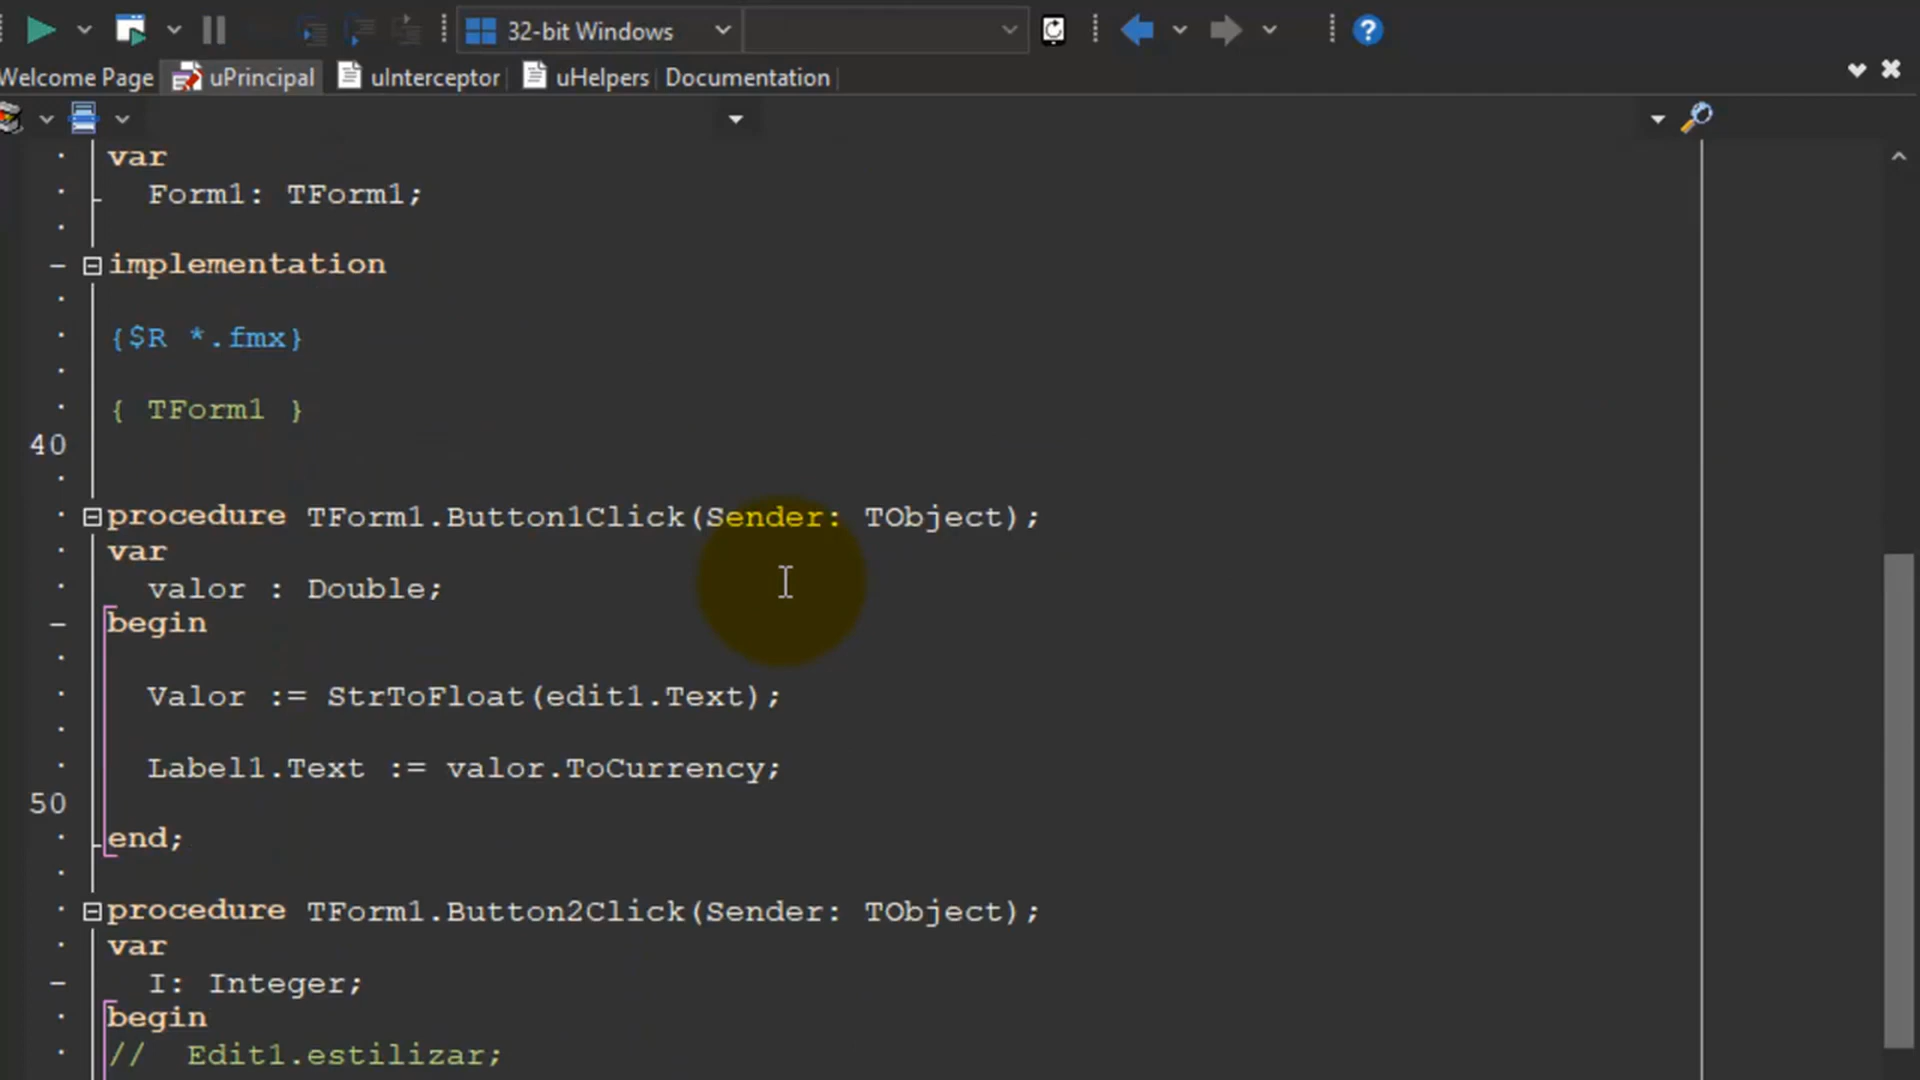 32-bit Windows
Welcome Page uPrincipal uInterceptor uHelpers Documentation
var
Form1: TForm1;
implementation
{$R *.fmx}
{ TForm1 }
40
procedure TForm1.Button1Click(Sender: TObject);
var
valor : Double;
begin
Valor := StrToFloat(edit1.Text);
Label1.Text := valor.ToCurrency;
50
end;
procedure TForm1.Button2Click(Sender: TObject);
var
I: Integer;
begin
// Edit1.estilizar;